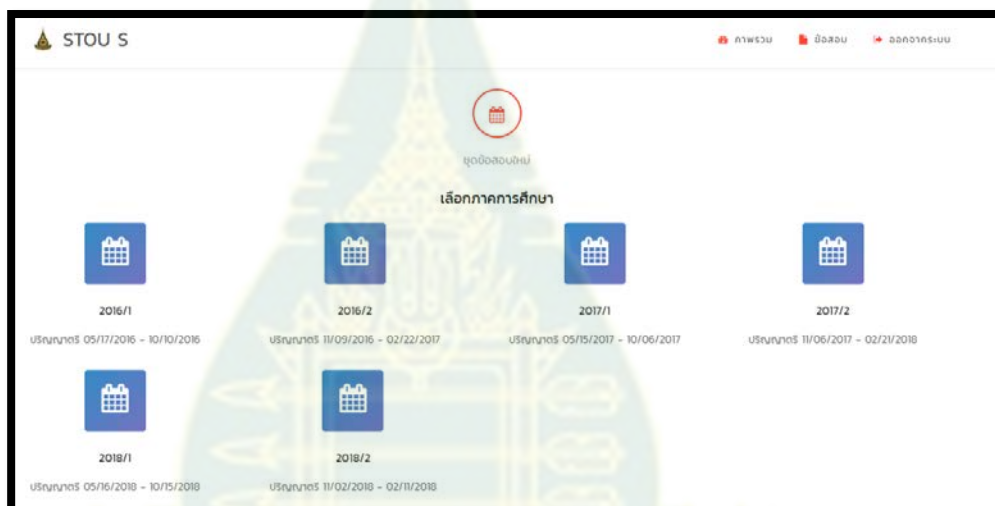 STOU S
ภาพรวม ข้อสอบ ออกจากระบบ
ชุดข้อสอบใหม่
เลือกภาคการศึกษา
2016/1 2016/2 2017/1 2017/2
ปริญญาตรี 05/17/2016 - 10/10/2016 ปริญญาตรี 11/09/2016 - 02/22/2017 ปริญญาตรี 05/15/2017 - 10/06/2017 ปริญญาตรี 11/06/2017 - 02/21/2018
2018/1 2018/2
ปริญญาตรี 05/16/2018 - 10/15/2018 ปริญญาตรี 11/02/2018 - 02/11/2018